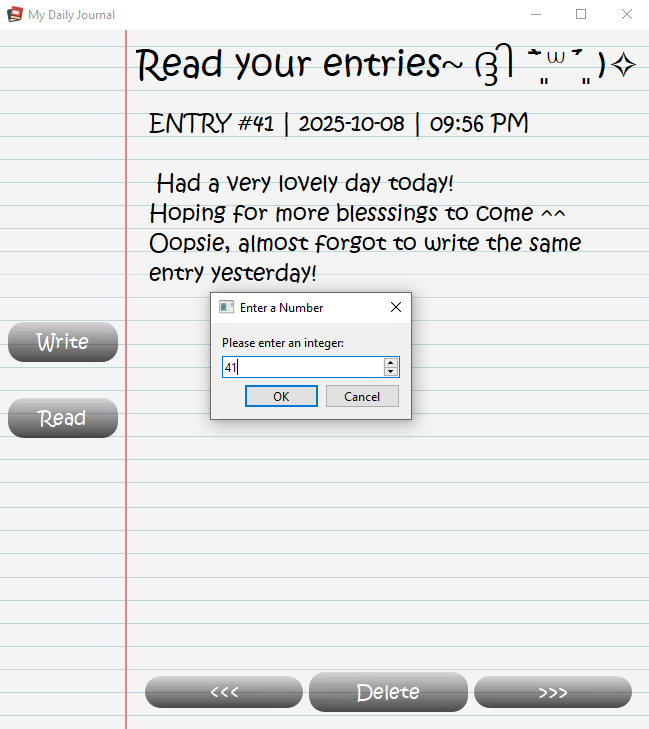 My Daily Journal
Read your entries~ (ʒ⎞ ˉ͈̀꒳ˉ͈́ )✧
ENTRY #41 | 2025-10-08 | 09:56 PM
Had a very lovely day today!
Hoping for more blesssings to come ^^
Oopsie, almost forgot to write the same
entry yesterday!
Enter a Number
Please enter an integer:
41
OK Cancel
Write
Read
<<< Delete >>>